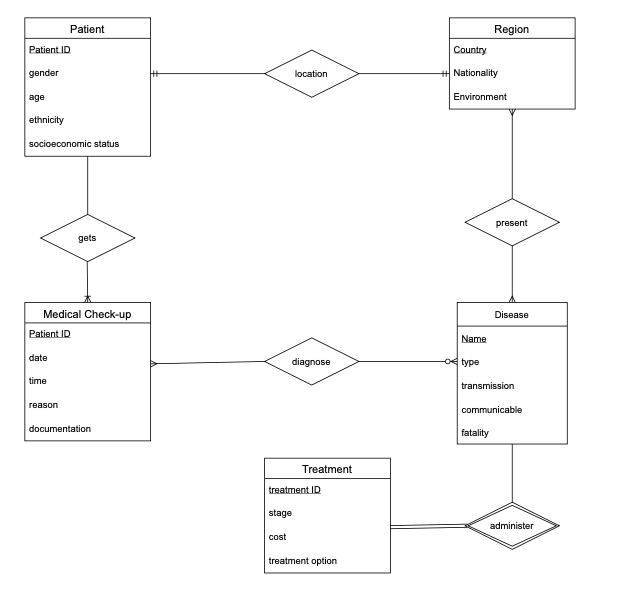 Patient
Patient ID
gender
age
ethnicity
socioeconomic status
location
Region
Country
Nationality
Environment
gets
present
Medical Check-up
Patient ID
date
time
reason
documentation
diagnose
Disease
Name
type
transmission
communicable
fatality
Treatment
treatment ID
stage
cost
treatment option
administer